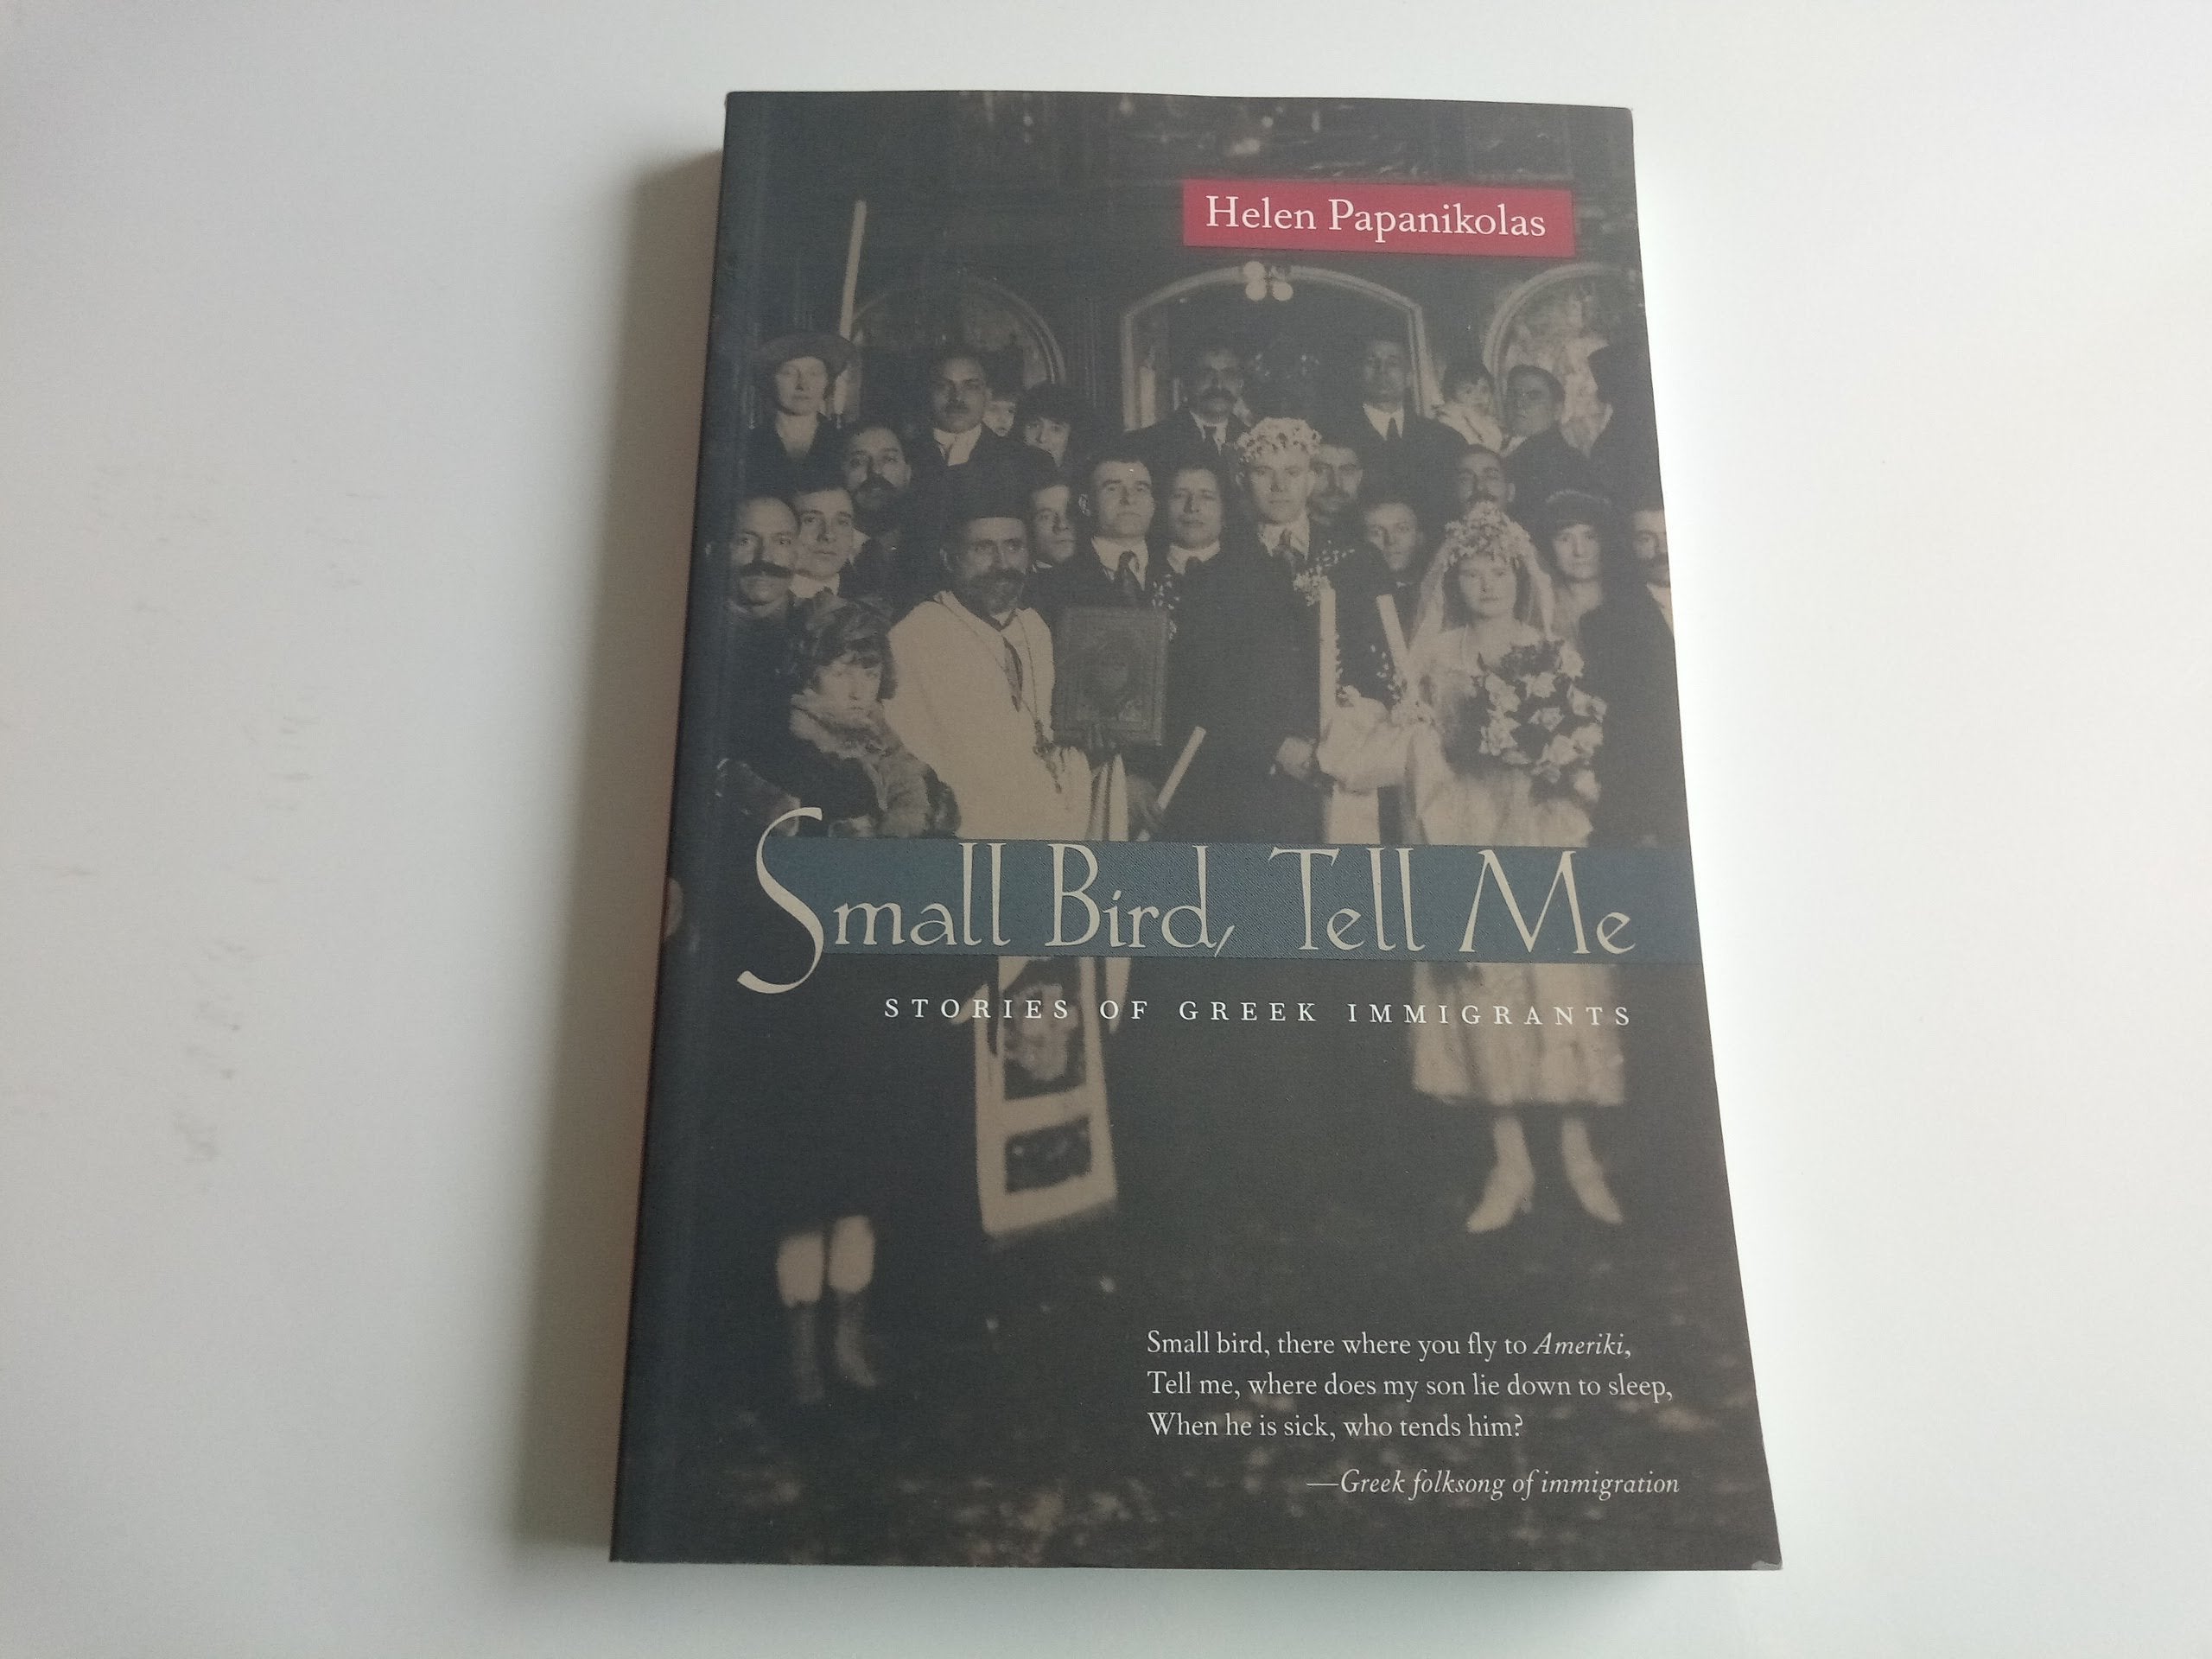 Helen Papanikolas
Small Bird, Tell Me
STORIES OF GREEK IMMIGRANTS
Small bird, there where you fly to Ameriki,
Tell me, where does my son lie down to sleep,
When he is sick, who tends him?
—Greek folksong of immigration